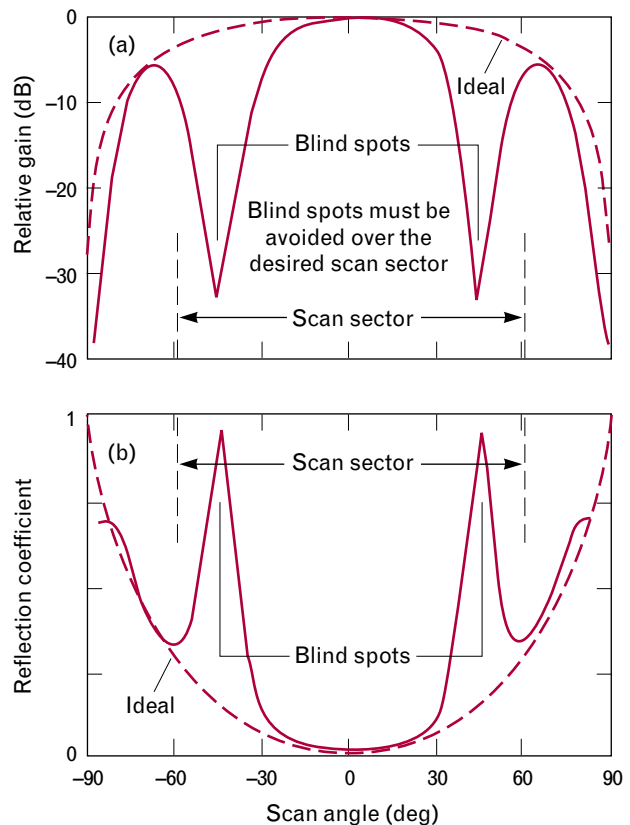 (a)
Relative gain (dB)
0
–10
–20
–30
–40
Ideal
Blind spots
Blind spots must be
avoided over the
desired scan sector
Scan sector
(b)
Reflection coefficient
1
0
Scan sector
Blind spots
Ideal
–90
–60
–30
0
30
60
90
Scan angle (deg)